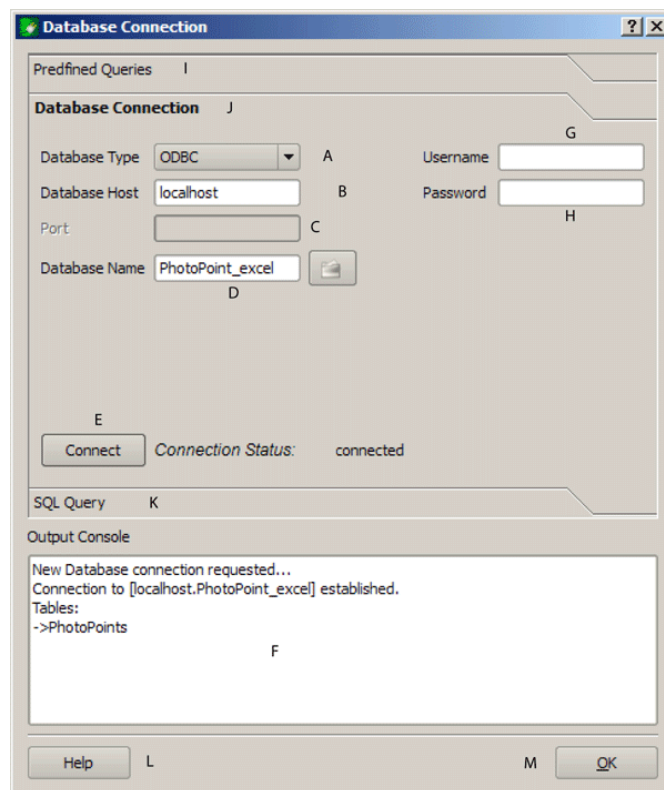 Database Connection
Predfined Queries I
Database Connection J
G
Database Type ODBC A Username
Database Host localhost B Password
H
Port C
Database Name PhotoPoint_excel
D
E
Connect Connection Status: connected
SQL Query K
Output Console
New Database connection requested...
Connection to [localhost.PhotoPoint_excel] established.
Tables:
->PhotoPoints
F
Help L M OK